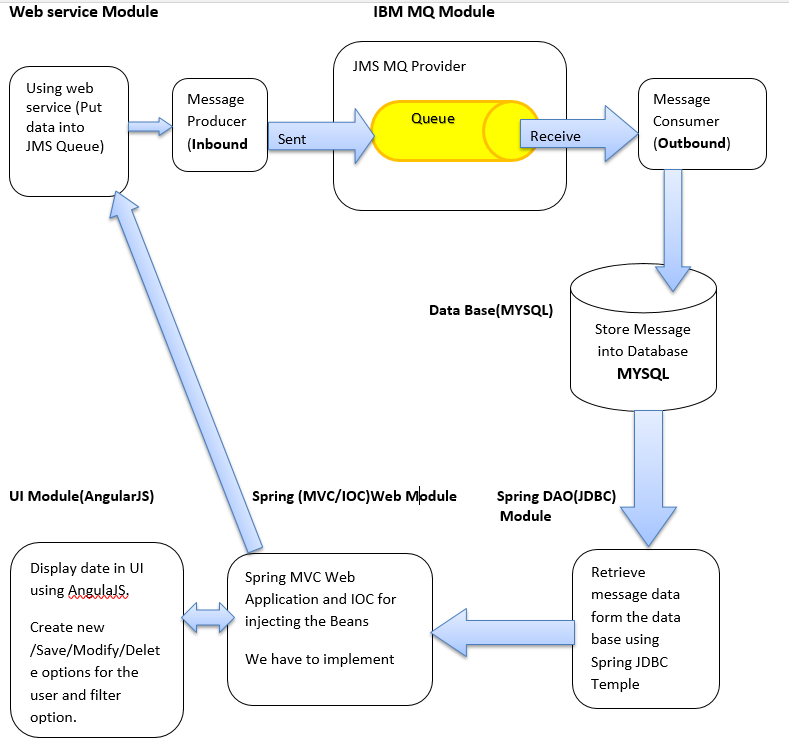 Web service Module
IBM MQ Module
Using web
service (Put
data into
JMS Queue)
Message
Producer
(Inbound
Sent
JMS MQ Provider
Queue
Receive
Message
Consumer
(Outbound)
Data Base(MYSQL)
Store Message
into Database
MYSQL
UI Module(AngularJS)
Spring (MVC/IOC)Web Module
Spring DAO(JDBC)
Module
Display date in UI
using AngulaJS.
Create new
/Save/Modify/Delet
e options for the
user and filter
option.
Spring MVC Web
Application and IOC for
injecting the Beans
We have to implement
Retrieve
message data
form the data
base using
Spring JDBC
Temple